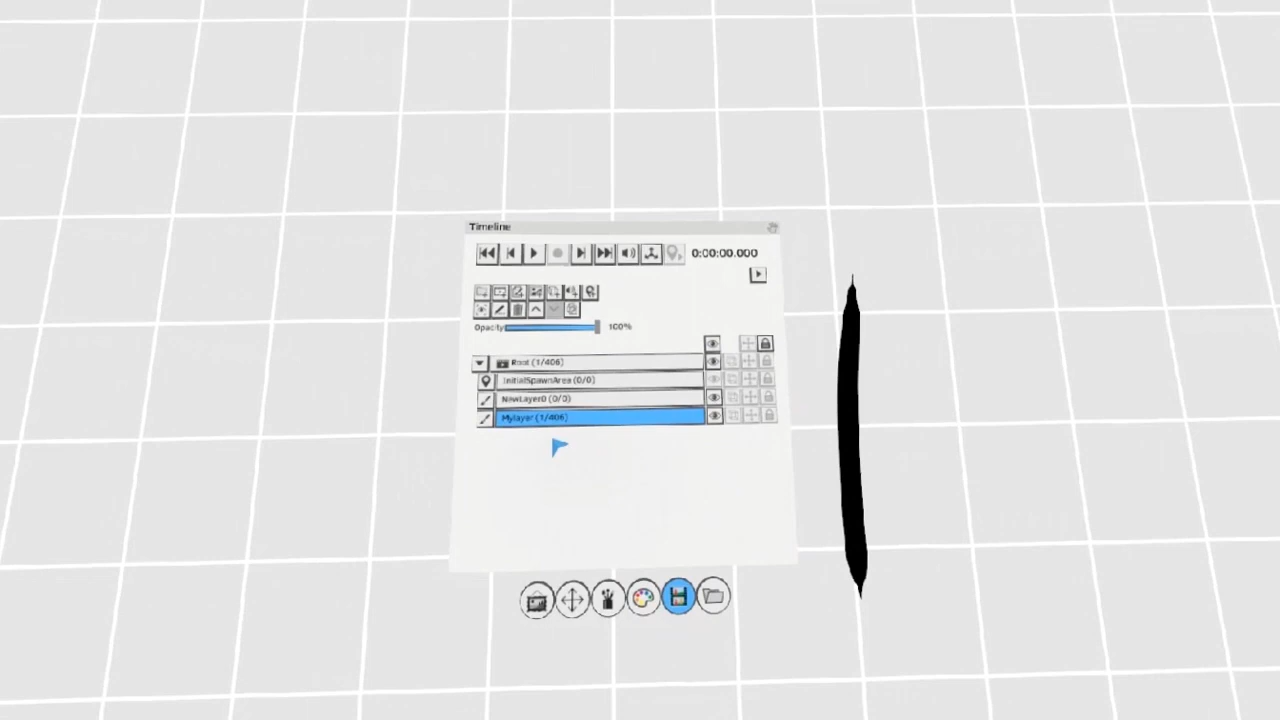 Timeline
0:00:00.000
Opacity 100%
Root (1/406)
InitialSpawnArea (0/0)
NewLayer0 (0/0)
Mylayer (1/406)